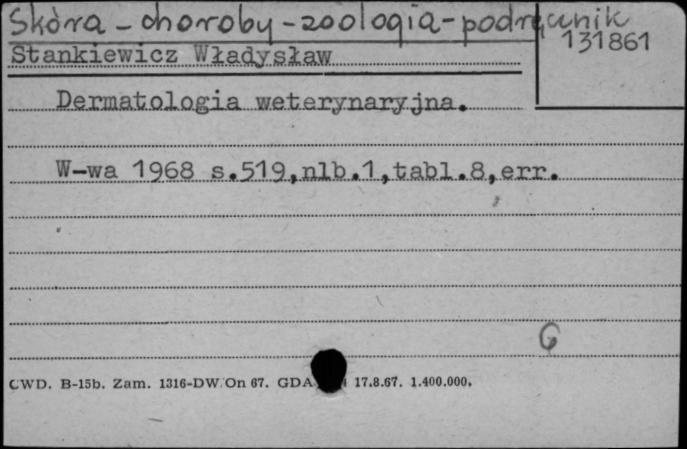 Skóra - choroby - zoologia - podręcznik
131861
Stankiewicz Władysław
Dermatologia weterynaryjna.
W-wa 1968 s.519,nlb.1,tabl.8,err.
G
CWD. B-15b. Zam. 1316-DW/On 67. GDA 17.8.67. 1.400.000.